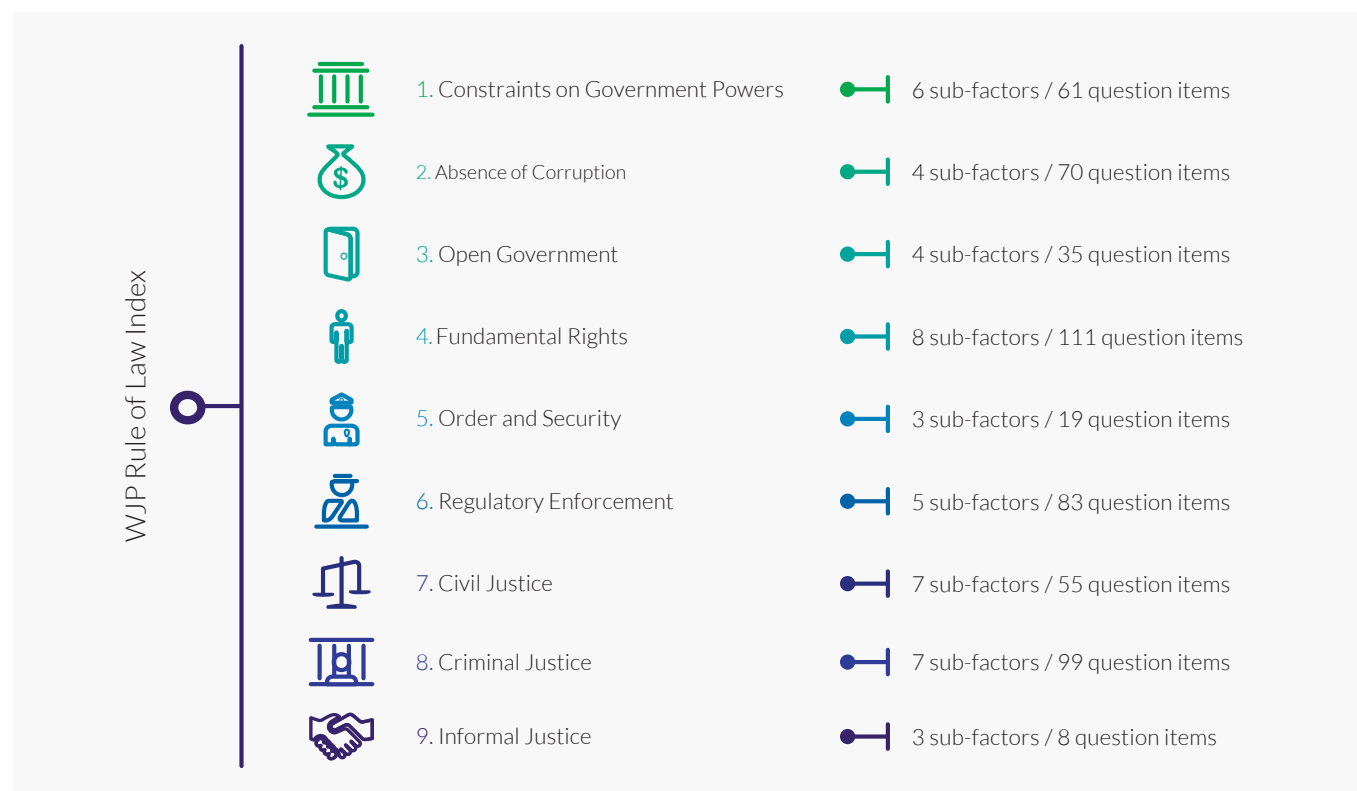 WJP Rule of Law Index
1. Constraints on Government Powers 6 sub-factors / 61 question items
2. Absence of Corruption 4 sub-factors / 70 question items
3. Open Government 4 sub-factors / 35 question items
4. Fundamental Rights 8 sub-factors / 111 question items
5. Order and Security 3 sub-factors / 19 question items
6. Regulatory Enforcement 5 sub-factors / 83 question items
7. Civil Justice 7 sub-factors / 55 question items
8. Criminal Justice 7 sub-factors / 99 question items
9. Informal Justice 3 sub-factors / 8 question items
$